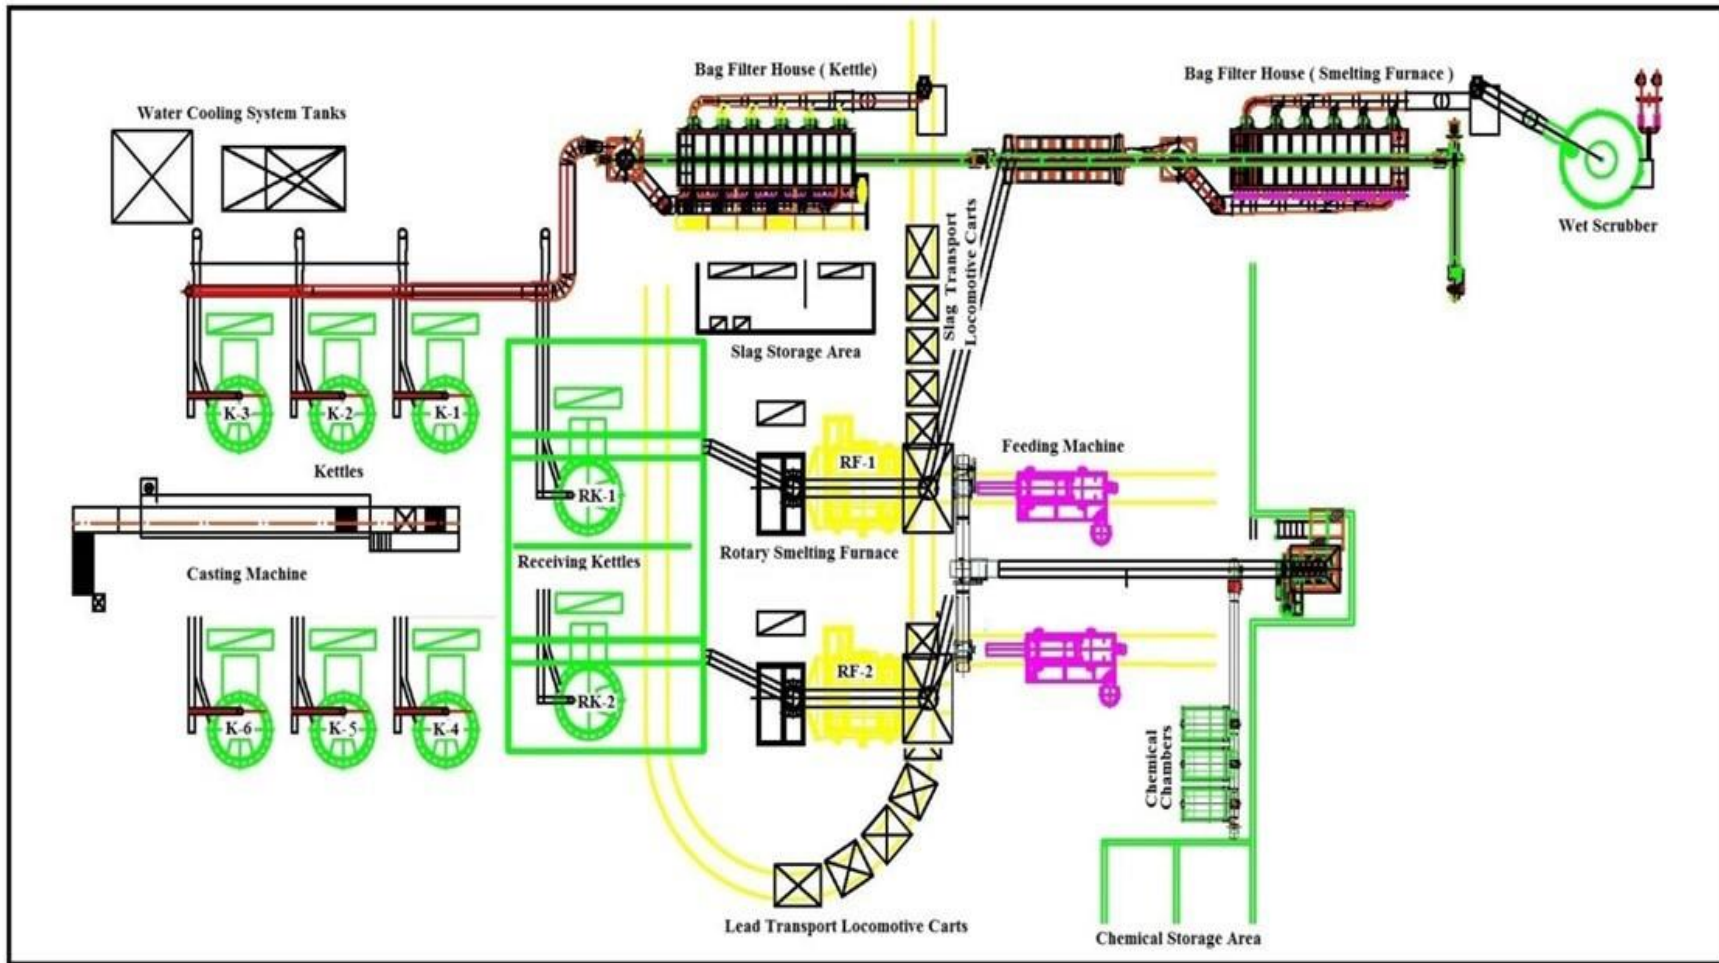 Bag Filter House ( Kettle)
Bag Filter House ( Smelting Furnace )
Water Cooling System Tanks
Wet Scrubber
Slag Transport
Locomotive Carts
Slag Storage Area
K-3
K-2
K-1
Kettles
RF-1
Feeding Machine
RK-1
Rotary Smelting Furnace
Receiving Kettles
Casting Machine
RF-2
RK-2
K-6
K-5
K-4
Chemical
Chambers
Lead Transport Locomotive Carts
Chemical Storage Area